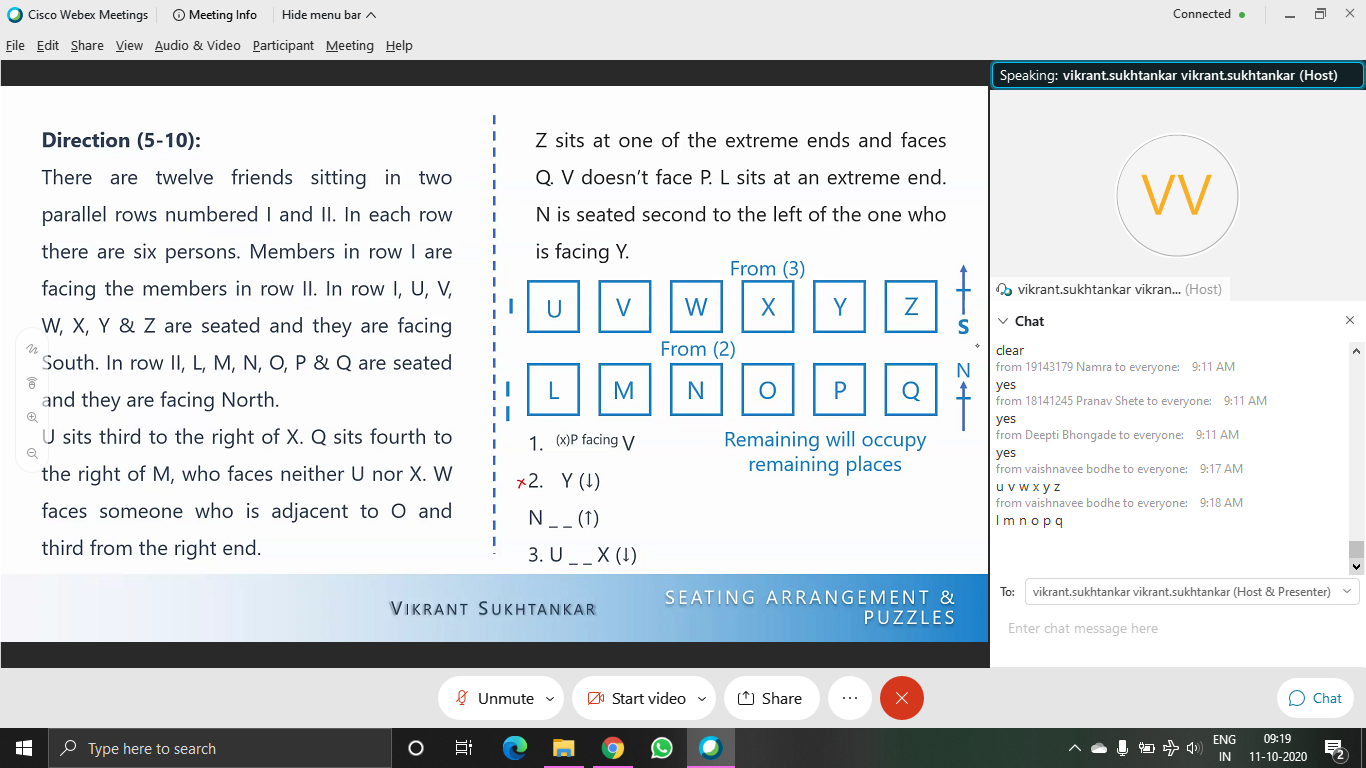 Cisco Webex Meetings
Meeting Info
Hide menu bar
Connected
File Edit Share View Audio & Video Participant Meeting Help
Speaking: vikrant.sukhtankar vikrant.sukhtankar (Host)
Direction (5-10):
There are twelve friends sitting in two
parallel rows numbered I and II. In each row
there are six persons. Members in row I are
facing the members in row II. In row I, U, V,
W, X, Y & Z are seated and they are facing
South. In row II, L, M, N, O, P & Q are seated
and they are facing North.
U sits third to the right of X. Q sits fourth to
the right of M, who faces neither U nor X. W
faces someone who is adjacent to O and
third from the right end.
Z sits at one of the extreme ends and faces
Q. V doesn't face P. L sits at an extreme end.
N is seated second to the left of the one who
is facing Y.
From (3)
I U V W X Y Z
S
From (2)
N
II L M N O P Q
1. (x)P facing V
x2. Y (↓)
N _ _ (↑)
3. U _ _ X (↓)
Remaining will occupy
remaining places
VIKRANT SUKHTANKAR
SEATING ARRANGEMENT &
PUZZLES
VV
vikrant.sukhtankar vikran... (Host)
Chat
clear
from 19143179 Namra to everyone: 9:11 AM
yes
from 18141245 Pranav Shete to everyone: 9:11 AM
yes
from Deepti Bhongade to everyone: 9:11 AM
yes
from vaishnavee bodhe to everyone: 9:17 AM
u v w x y z
from vaishnavee bodhe to everyone: 9:18 AM
l m n o p q
To: vikrant.sukhtankar vikrant.sukhtankar (Host & Presenter)
Enter chat message here
Unmute
Start video
Share
Chat
Type here to search
ENG
IN
09:19
11-10-2020
2